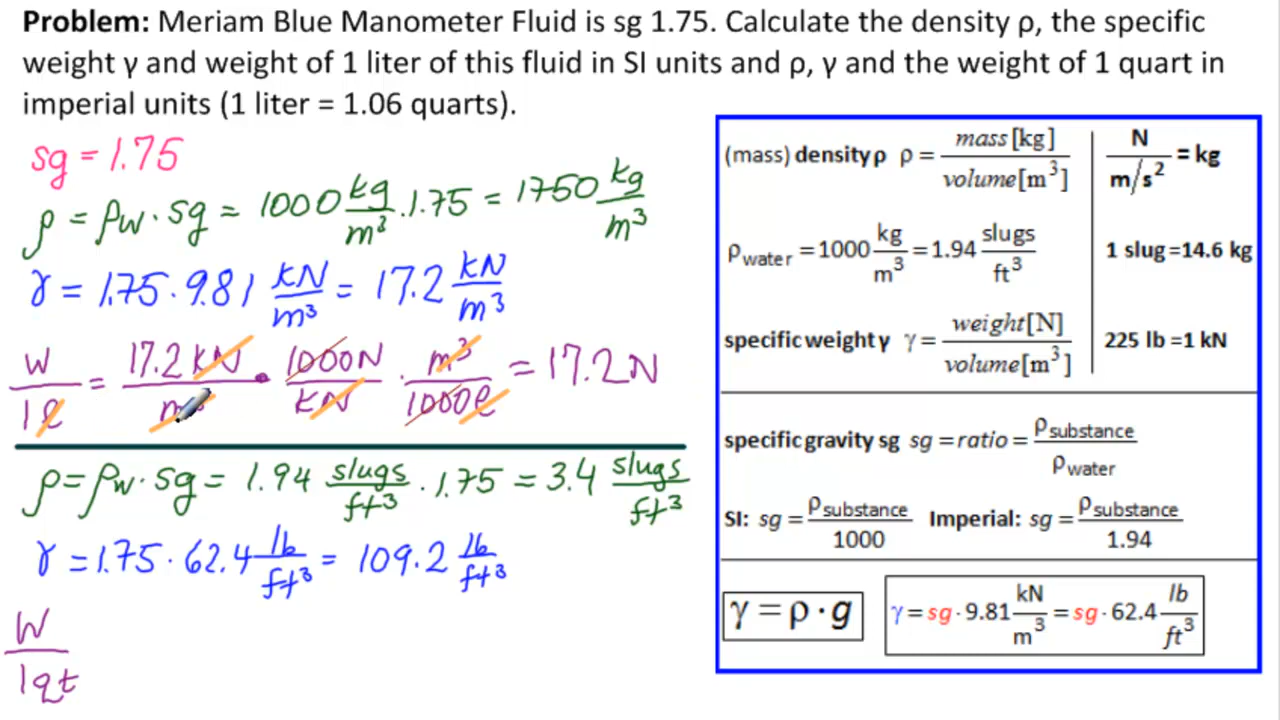 Problem: Meriam Blue Manometer Fluid is sg 1.75. Calculate the density ρ, the specific
weight γ and weight of 1 liter of this fluid in SI units and ρ, γ and the weight of 1 quart in
imperial units (1 liter = 1.06 quarts).
sg = 1.75
ρ = ρw · sg = 1000 kg/m³ · 1.75 = 1750 kg/m³
γ = 1.75 · 9.81 kN/m³ = 17.2 kN/m³
W/1ℓ = 17.2 kN/m³ · 1000N/kN · m³/1000ℓ = 17.2 N
ρ = ρw · sg = 1.94 slugs/ft³ · 1.75 = 3.4 slugs/ft³
γ = 1.75 · 62.4 lb/ft³ = 109.2 lb/ft³
W/1qt
(mass) density ρ ρ = mass[kg]/volume[m³]
N/m/s² = kg
ρwater = 1000 kg/m³ = 1.94 slugs/ft³
1 slug =14.6 kg
specific weight γ γ = weight[N]/volume[m³]
225 lb =1 kN
specific gravity sg sg = ratio = ρsubstance/ρwater
SI: sg = ρsubstance/1000 Imperial: sg = ρsubstance/1.94
γ = ρ · g
γ = sg · 9.81 kN/m³ = sg · 62.4 lb/ft³